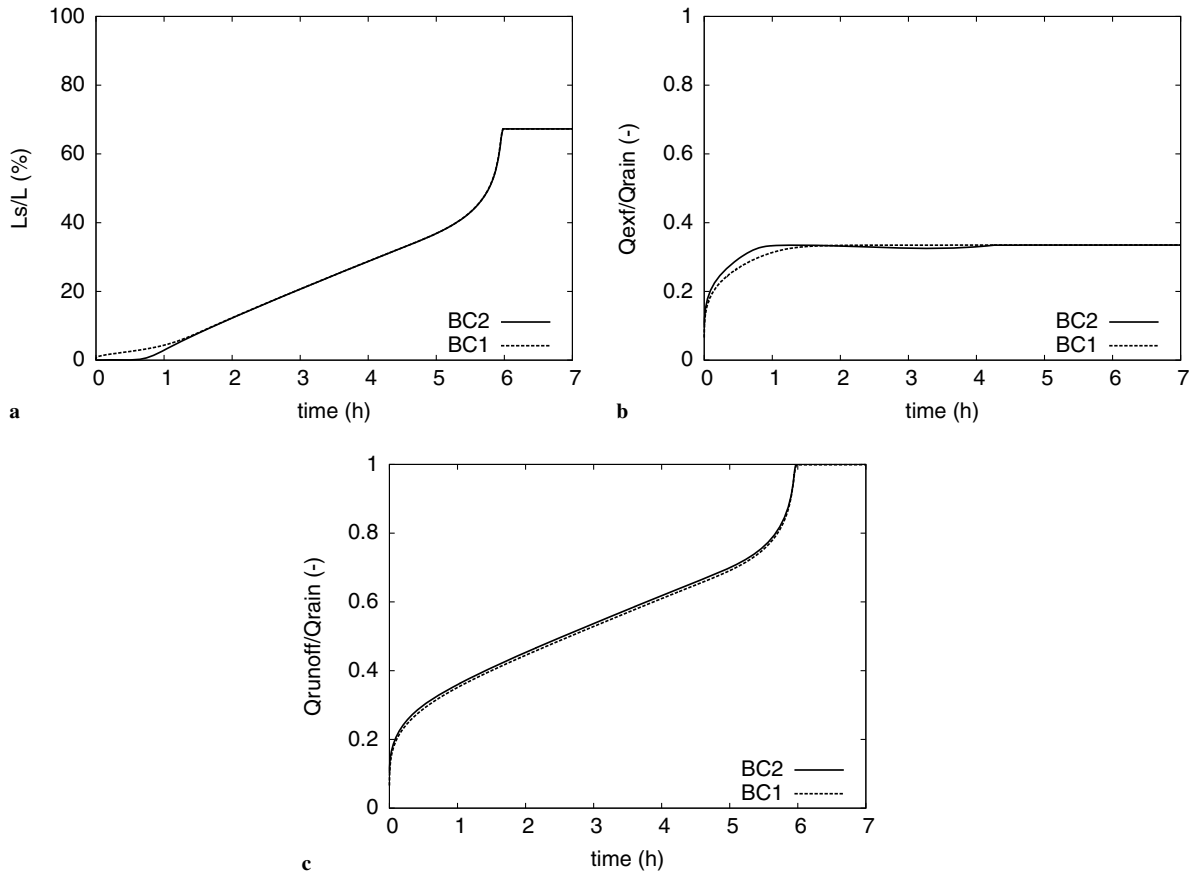 100
80
60
40
20
0
Ls/L (%)
BC2
BC1
0 1 2 3 4 5 6 7
time (h)
a
1
0.8
0.6
0.4
0.2
0
Qexf/Qrain (-)
BC2
BC1
0 1 2 3 4 5 6 7
time (h)
b
1
0.8
0.6
0.4
0.2
0
Qrunoff/Qrain (-)
BC2
BC1
0 1 2 3 4 5 6 7
time (h)
c